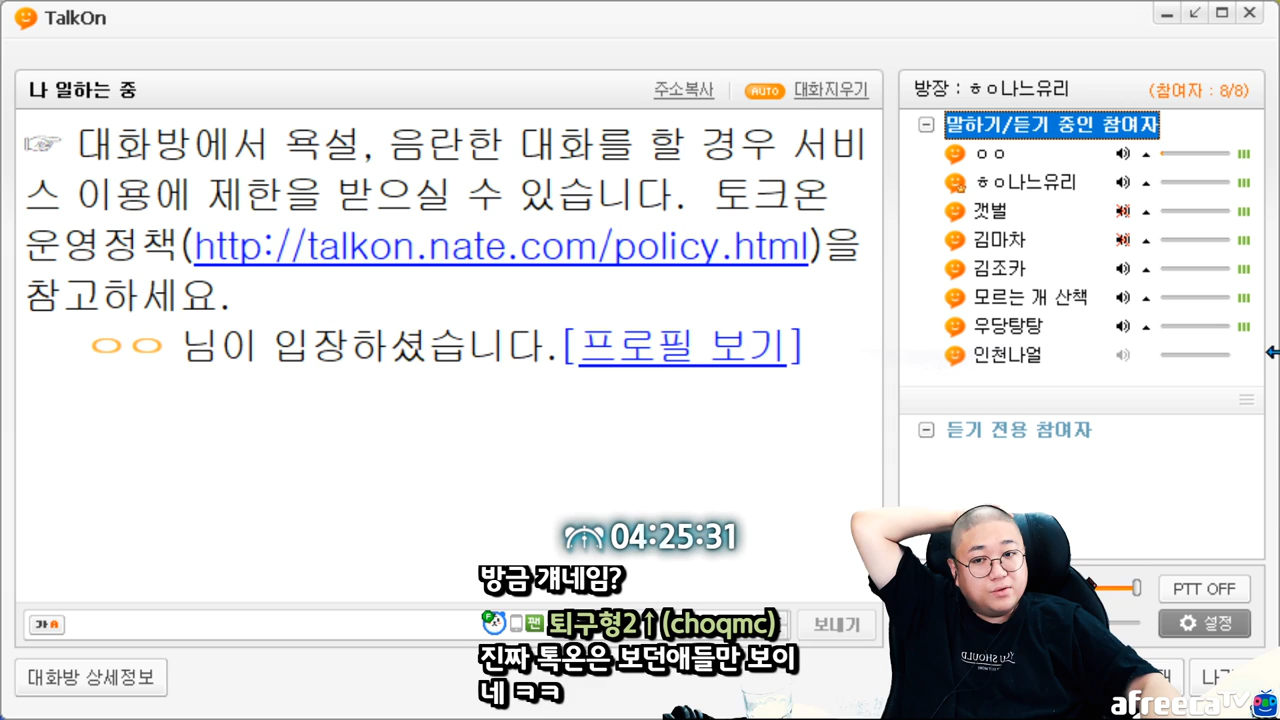 TalkOn
나 일하는 중
주소복사 AUTO 대화지우기
☞ 대화방에서 욕설, 음란한 대화를 할 경우 서비
스 이용에 제한을 받으실 수 있습니다. 토크온
운영정책(http://talkon.nate.com/policy.html)을
참고하세요.
ㅇㅇ 님이 입장하셨습니다.[프로필 보기]
방장 : ㅎㅇ나느유리 (참여자 : 8/8)
말하기/듣기 중인 참여자
ㅇㅇ
ㅎㅇ나느유리
갯벌
김마차
김조카
모르는 개 산책
우당탕탕
인천나얼
듣기 전용 참여자
04:25:31
방금 걔네임?
팬 퇴구형2↑(choqmc)
진짜 톡온은 보던애들만 보이
네 ㅋㅋ
가A
보내기
PTT OFF
설정
대화방 상세정보
YOU SHOULD
afreecaTV